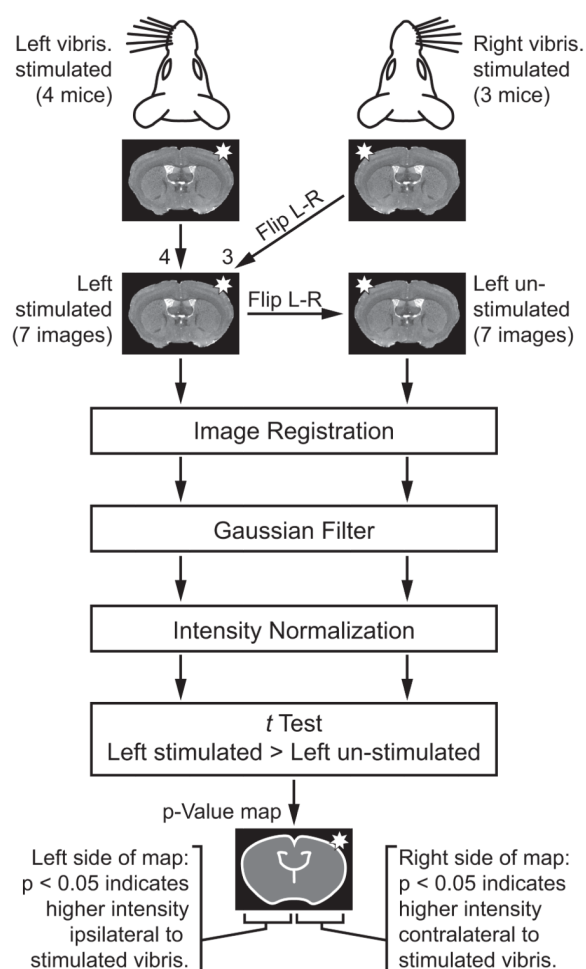 Left vibris.
stimulated
(4 mice)
Right vibris.
stimulated
(3 mice)
Flip L-R
4
3
Left
stimulated
(7 images)
Flip L-R
Left un-
stimulated
(7 images)
Image Registration
Gaussian Filter
Intensity Normalization
t Test
Left stimulated > Left un-stimulated
p-Value map
Left side of map:
p < 0.05 indicates
higher intensity
ipsilateral to
stimulated vibris.
Right side of map:
p < 0.05 indicates
higher intensity
contralateral to
stimulated vibris.